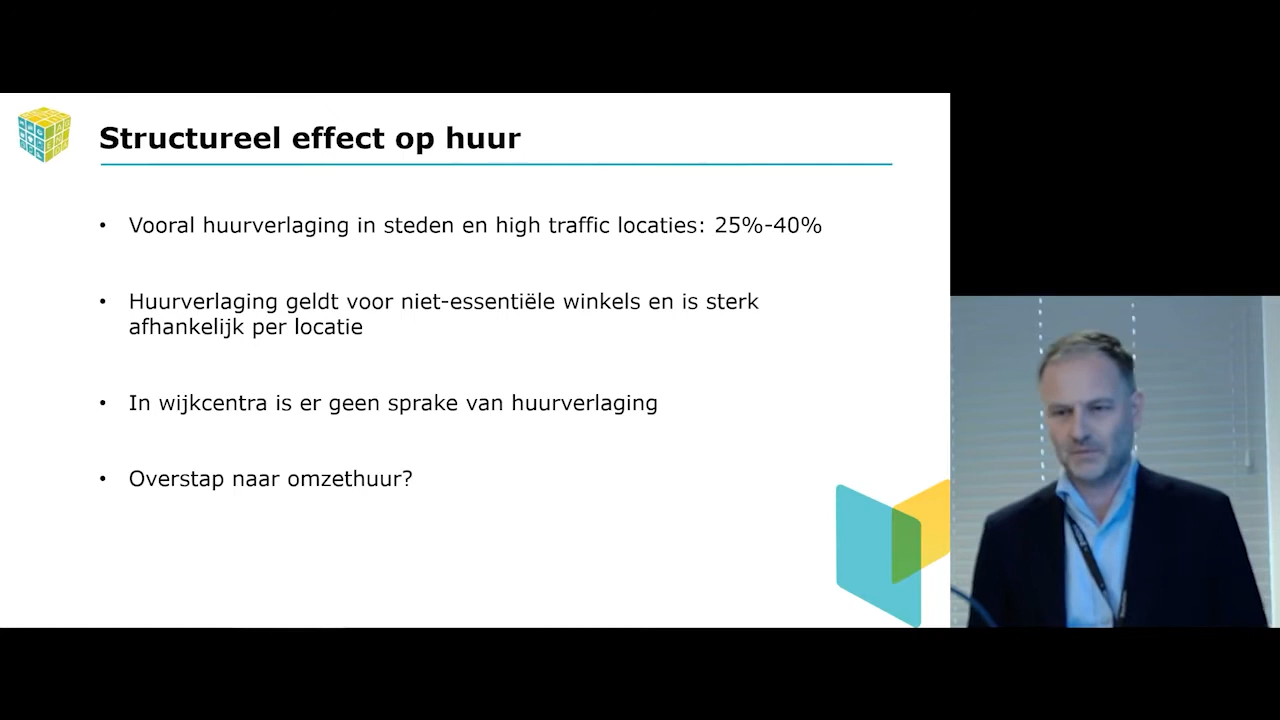 Structureel effect op huur
• Vooral huurverlaging in steden en high traffic locaties: 25%-40%
• Huurverlaging geldt voor niet-essentiële winkels en is sterk
afhankelijk per locatie
• In wijkcentra is er geen sprake van huurverlaging
• Overstap naar omzethuur?